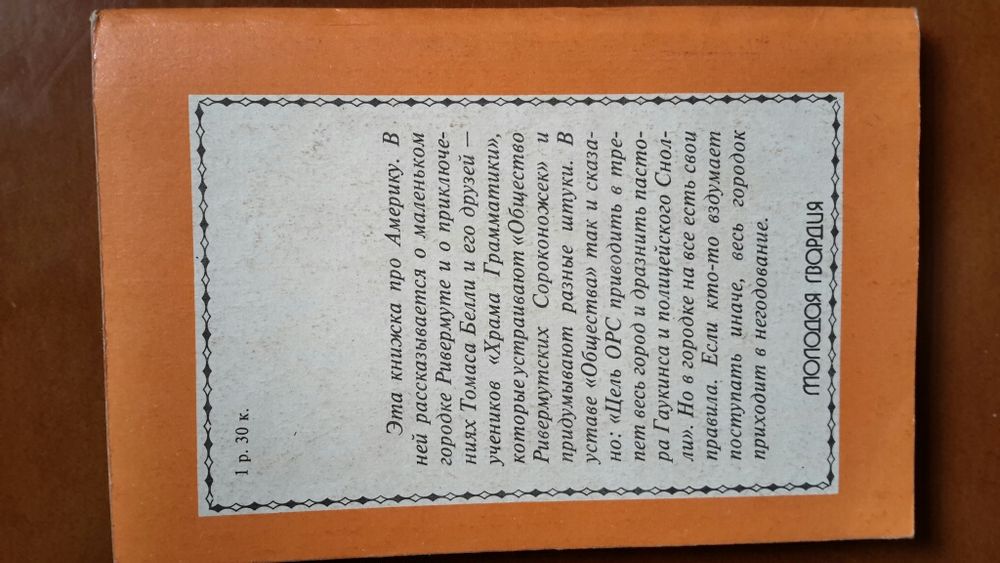 1 р. 30 к.
Эта книжка про Америку. В
ней рассказывается о маленьком
городке Ривермуте и о приключе-
ниях Томаса Белли и его друзей —
учеников «Храма Грамматики»,
которые устраивают «Общество
Ривермутских Сороконожек» и
придумывают разные штуки. В
уставе «Общества» так и сказа-
но: «Цель ОРС приводить в тре-
пет весь город и дразнить пасто-
ра Гаукинса и полицейского Снол-
ли». Но в городке на все есть свои
правила. Если кто-то вздумает
поступать иначе, весь городок
приходит в негодование.
МОЛОДАЯ ГВАРДИЯ